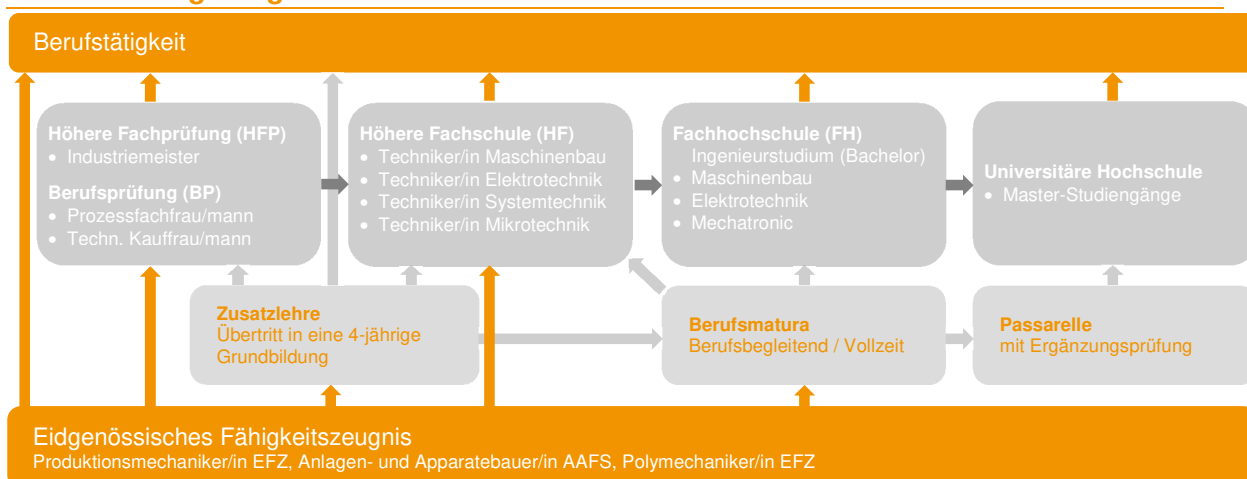 Berufstätigkeit
Höhere Fachprüfung (HFP)
• Industriemeister
Berufsprüfung (BP)
• Prozessfachfrau/mann
• Techn. Kauffrau/mann
Höhere Fachschule (HF)
• Techniker/in Maschinenbau
• Techniker/in Elektrotechnik
• Techniker/in Systemtechnik
• Techniker/in Mikrotechnik
Fachhochschule (FH)
Ingenieurstudium (Bachelor)
• Maschinenbau
• Elektrotechnik
• Mechatronic
Universitäre Hochschule
• Master-Studiengänge
Zusatzlehre
Übertritt in eine 4-jährige
Grundbildung
Berufsmatura
Berufsbegleitend / Vollzeit
Passarelle
mit Ergänzungsprüfung
Eidgenössisches Fähigkeitszeugnis
Produktionsmechaniker/in EFZ, Anlagen- und Apparatebauer/in AAFS, Polymechaniker/in EFZ